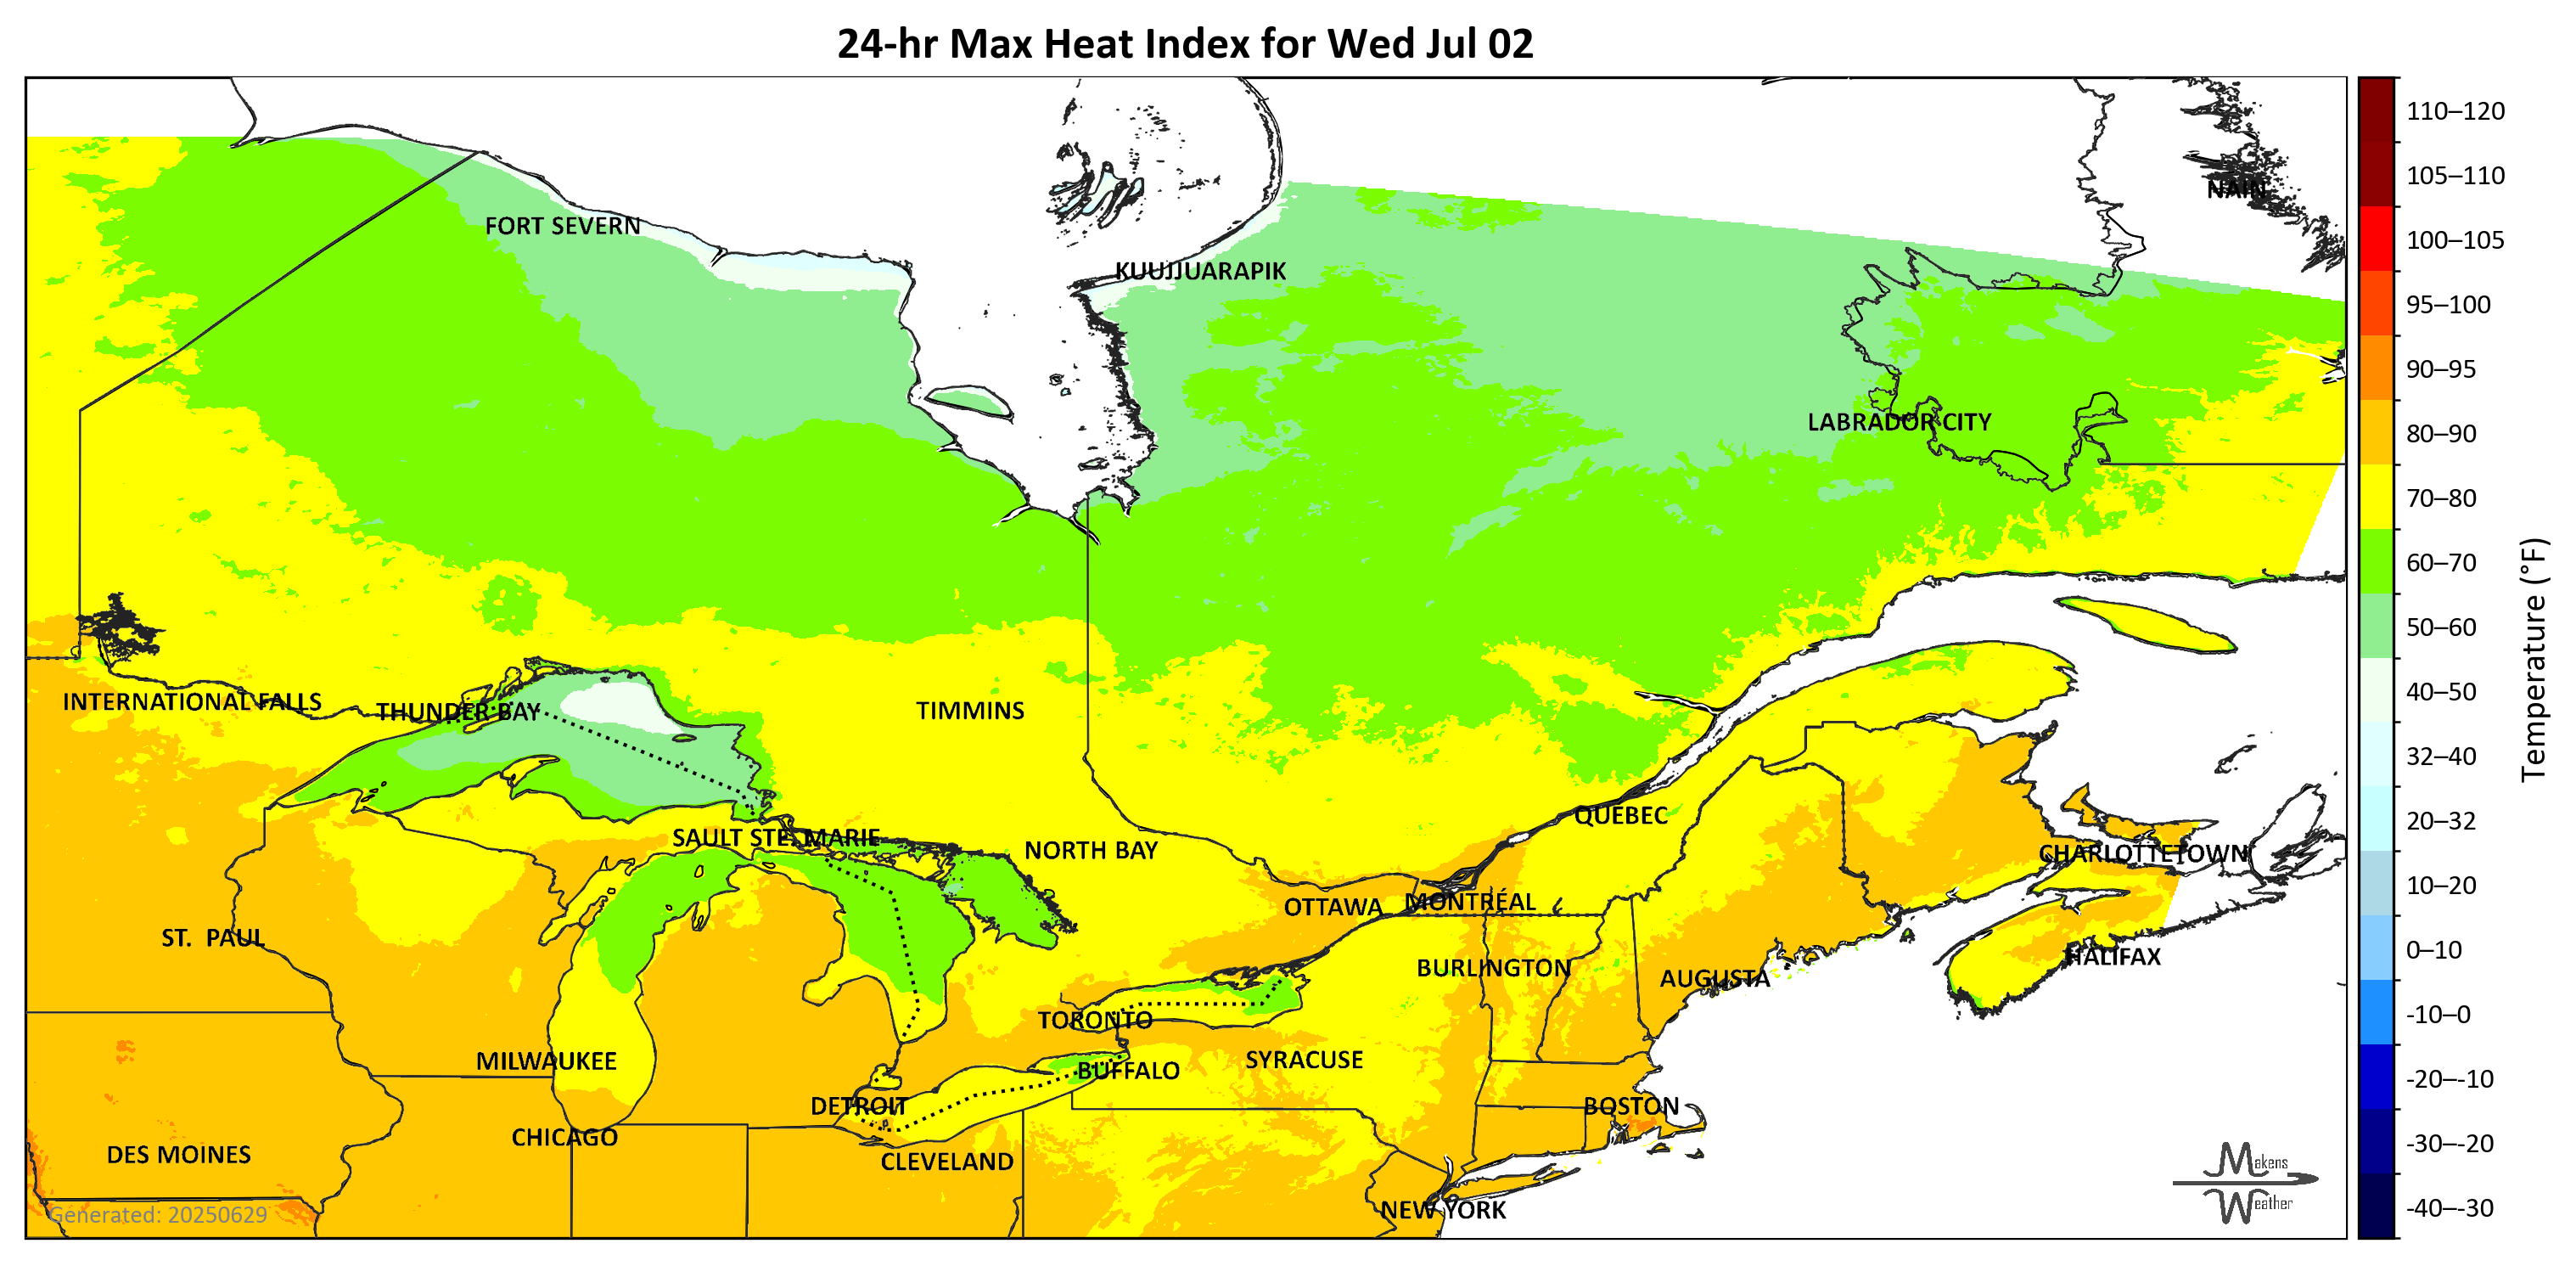 24-hr Max Heat Index for Wed Jul 02
NAIN
FORT SEVERN
KUUJJUARAPIK
LABRADOR CITY
INTERNATIONAL FALLS
THUNDER BAY
TIMMINS
QUÉBEC
SAULT STE. MARIE
NORTH BAY
CHARLOTTETOWN
OTTAWA
MONTRÉAL
ST. PAUL
HALIFAX
BURLINGTON
AUGUSTA
TORONTO
MILWAUKEE
SYRACUSE
BUFFALO
DETROIT
BOSTON
CHICAGO
DES MOINES
CLEVELAND
NEW YORK
Generated: 20250629
Makens
Weather
110–120
105–110
100–105
95–100
90–95
80–90
70–80
60–70
50–60
40–50
32–40
20–32
10–20
0–10
-10–0
-20–-10
-30–-20
-40–-30
Temperature (°F)